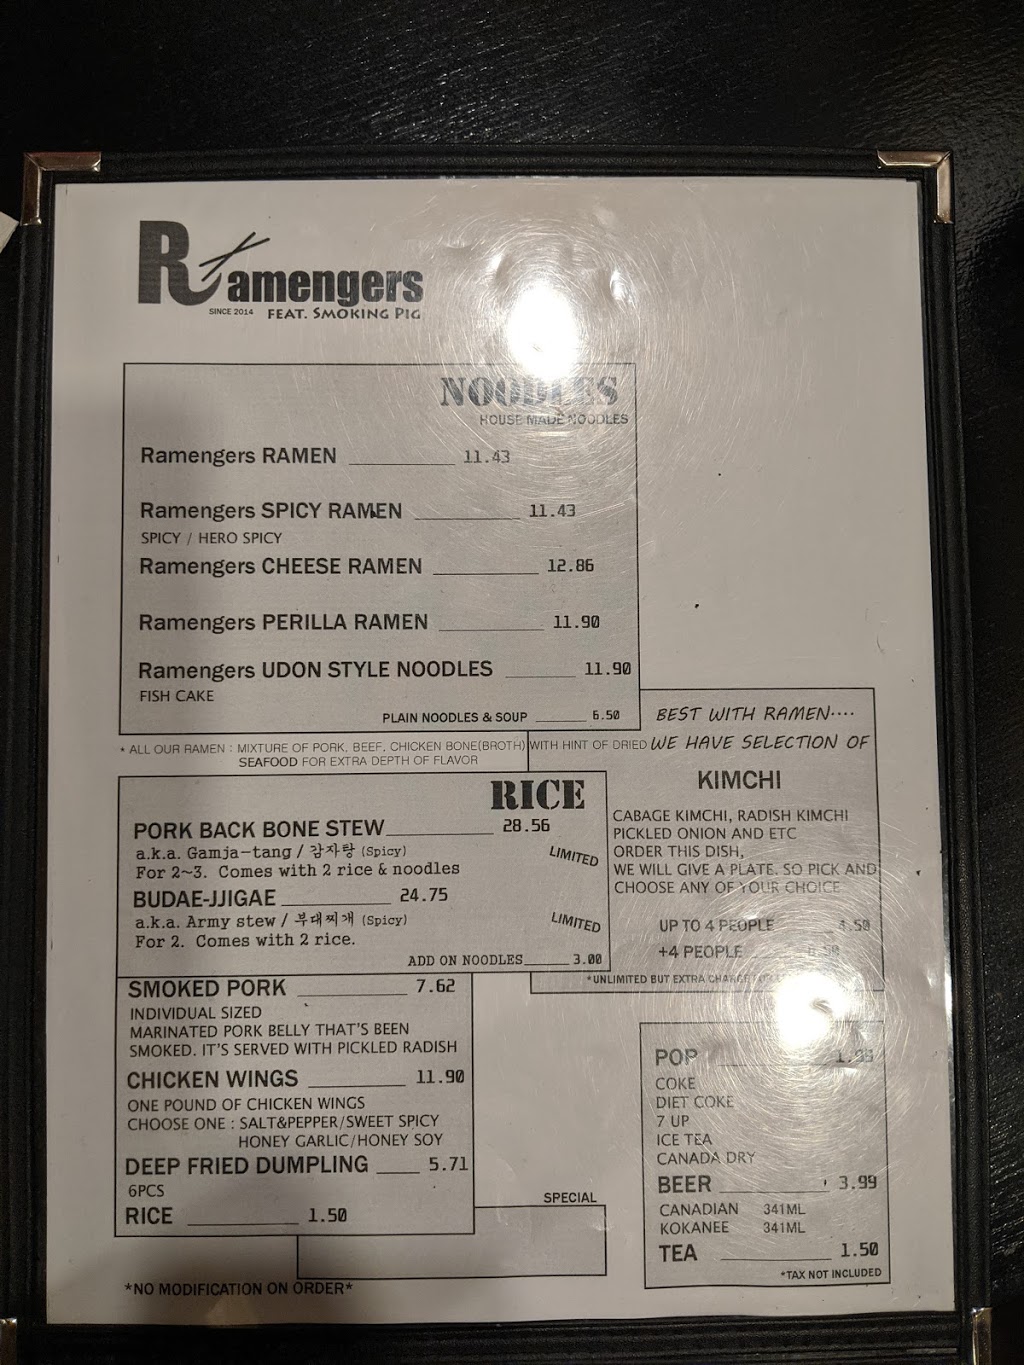 Ramengers
SINCE 2014 FEAT. SMOKING PIG
NOODLES
HOUSE MADE NOODLES
Ramengers RAMEN 11.43
Ramengers SPICY RAMEN 11.43
SPICY / HERO SPICY
Ramengers CHEESE RAMEN 12.86
Ramengers PERILLA RAMEN 11.90
Ramengers UDON STYLE NOODLES 11.90
FISH CAKE
PLAIN NOODLES & SOUP 6.50
* ALL OUR RAMEN : MIXTURE OF PORK, BEEF, CHICKEN BONE(BROTH) WITH HINT OF DRIED
SEAFOOD FOR EXTRA DEPTH OF FLAVOR
BEST WITH RAMEN....
WE HAVE SELECTION OF
KIMCHI
CABAGE KIMCHI, RADISH KIMCHI
PICKLED ONION AND ETC
ORDER THIS DISH,
WE WILL GIVE A PLATE. SO PICK AND
CHOOSE ANY OF YOUR CHOICE
UP TO 4 PEOPLE 4.50
+4 PEOPLE
*UNLIMITED BUT EXTRA CHARGE
RICE
PORK BACK BONE STEW 28.56
a.k.a. Gamja-tang / 감자탕 (Spicy) LIMITED
For 2~3. Comes with 2 rice & noodles
BUDAE-JJIGAE 24.75
a.k.a. Army stew / 부대찌개 (Spicy) LIMITED
For 2. Comes with 2 rice.
ADD ON NOODLES 3.00
SMOKED PORK 7.62
INDIVIDUAL SIZED
MARINATED PORK BELLY THAT'S BEEN
SMOKED. IT'S SERVED WITH PICKLED RADISH
CHICKEN WINGS 11.90
ONE POUND OF CHICKEN WINGS
CHOOSE ONE : SALT&PEPPER/SWEET SPICY
HONEY GARLIC/HONEY SOY
DEEP FRIED DUMPLING 5.71
6PCS
RICE 1.50
SPECIAL
*NO MODIFICATION ON ORDER*
POP 1.99
COKE
DIET COKE
7 UP
ICE TEA
CANADA DRY
BEER 3.99
CANADIAN 341ML
KOKANEE 341ML
TEA 1.50
*TAX NOT INCLUDED